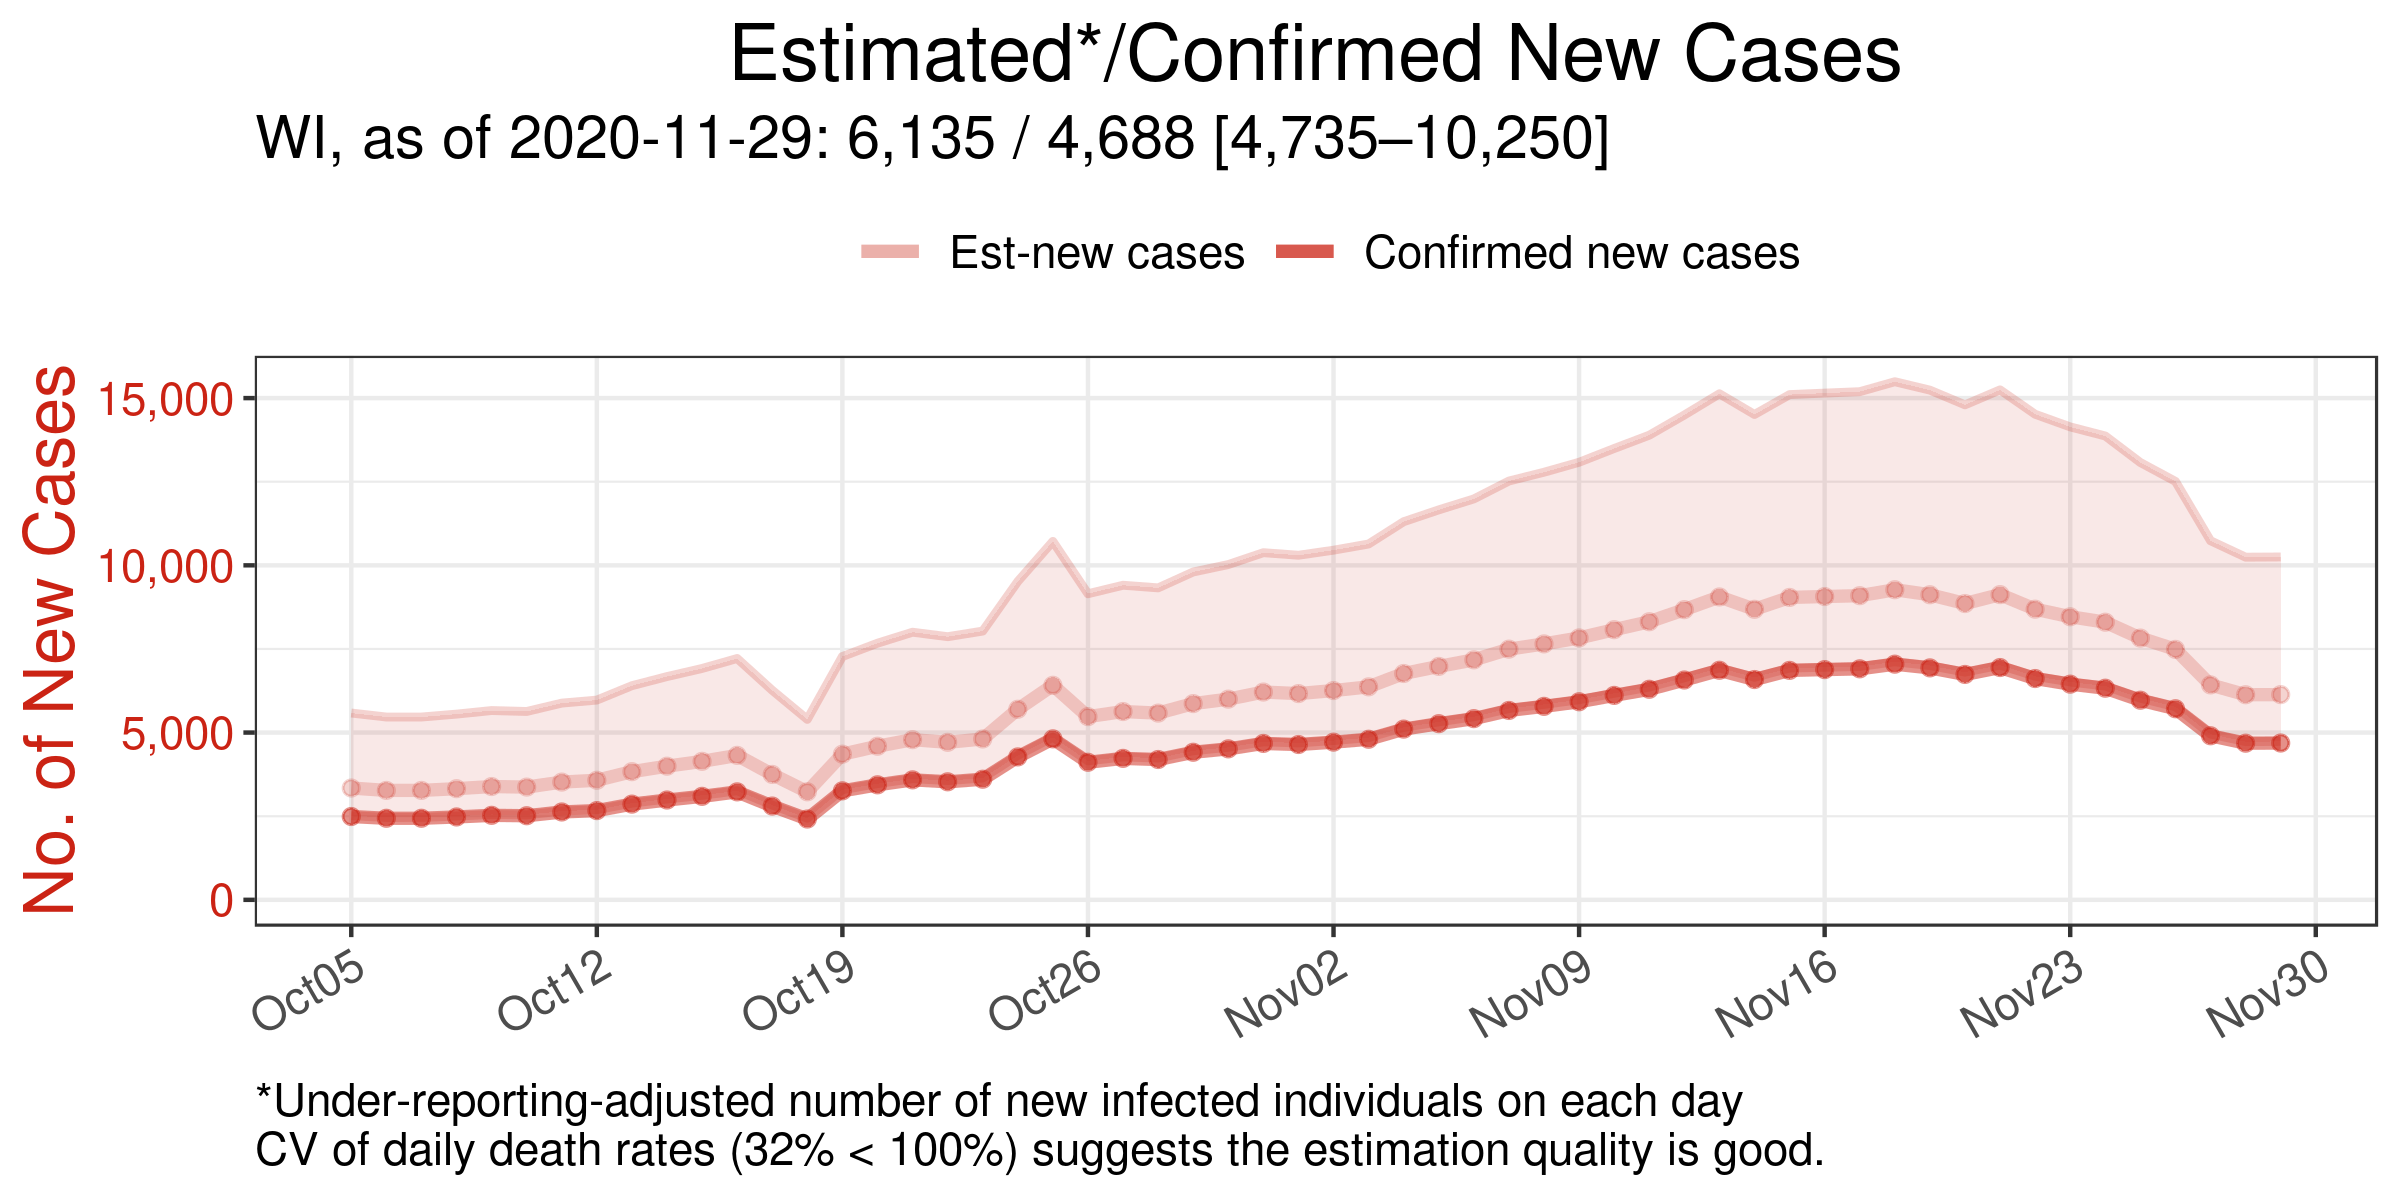 Estimated*/Confirmed New Cases
WI, as of 2020-11-29: 6,135 / 4,688 [4,735–10,250]
Est-new cases
Confirmed new cases
No. of New Cases
15,000
10,000
5,000
0
Oct05
Oct12
Oct19
Oct26
Nov02
Nov09
Nov16
Nov23
Nov30
*Under-reporting-adjusted number of new infected individuals on each day
CV of daily death rates (32% < 100%) suggests the estimation quality is good.